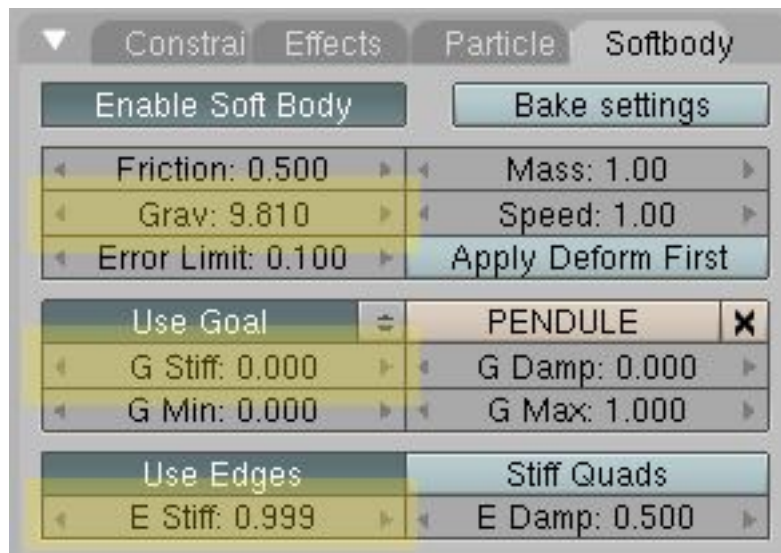 Constrai Effects Particle Softbody
Enable Soft Body Bake settings
Friction: 0.500 Mass: 1.00
Grav: 9.810 Speed: 1.00
Error Limit: 0.100 Apply Deform First
Use Goal PENDULE
G Stiff: 0.000 G Damp: 0.000
G Min: 0.000 G Max: 1.000
Use Edges Stiff Quads
E Stiff: 0.999 E Damp: 0.500